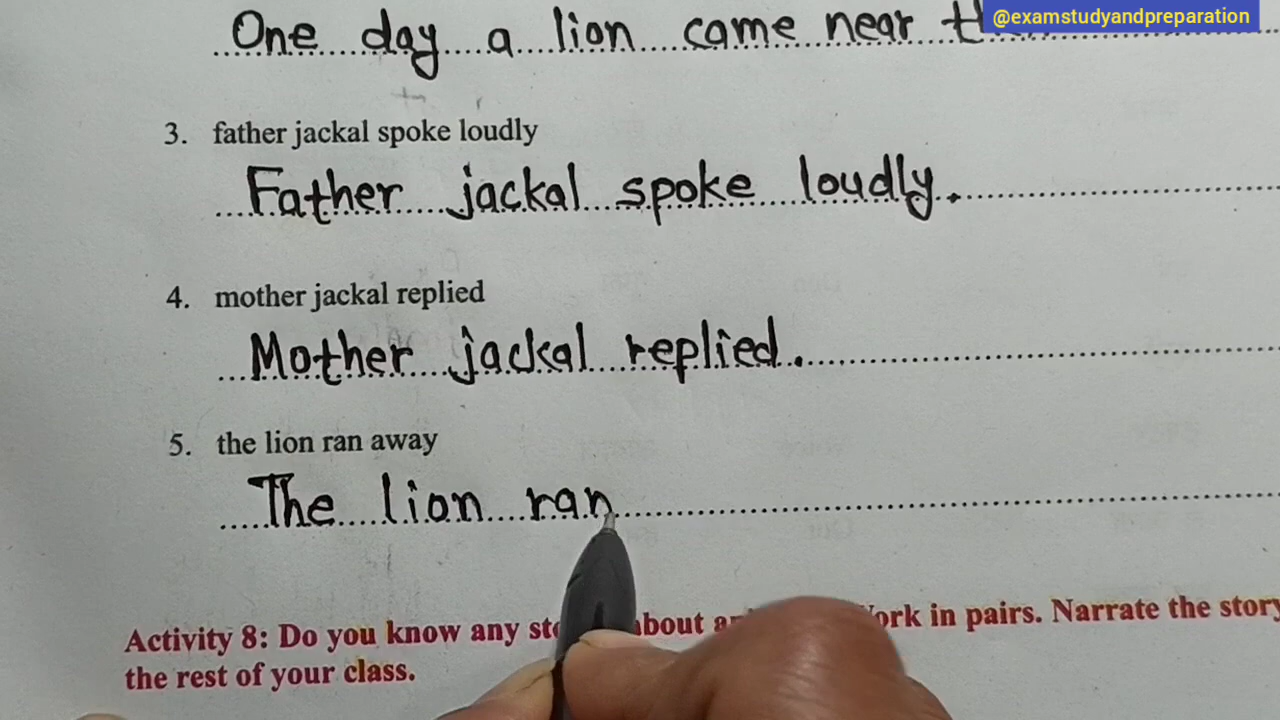 @examstudyandpreparation
One day a lion came near
3. father jackal spoke loudly
Father jackal spoke loudly.
4. mother jackal replied
Mother jackal replied.
5. the lion ran away
The lion ran
Activity 8: Do you know any about work in pairs. Narrate the story
the rest of your class.